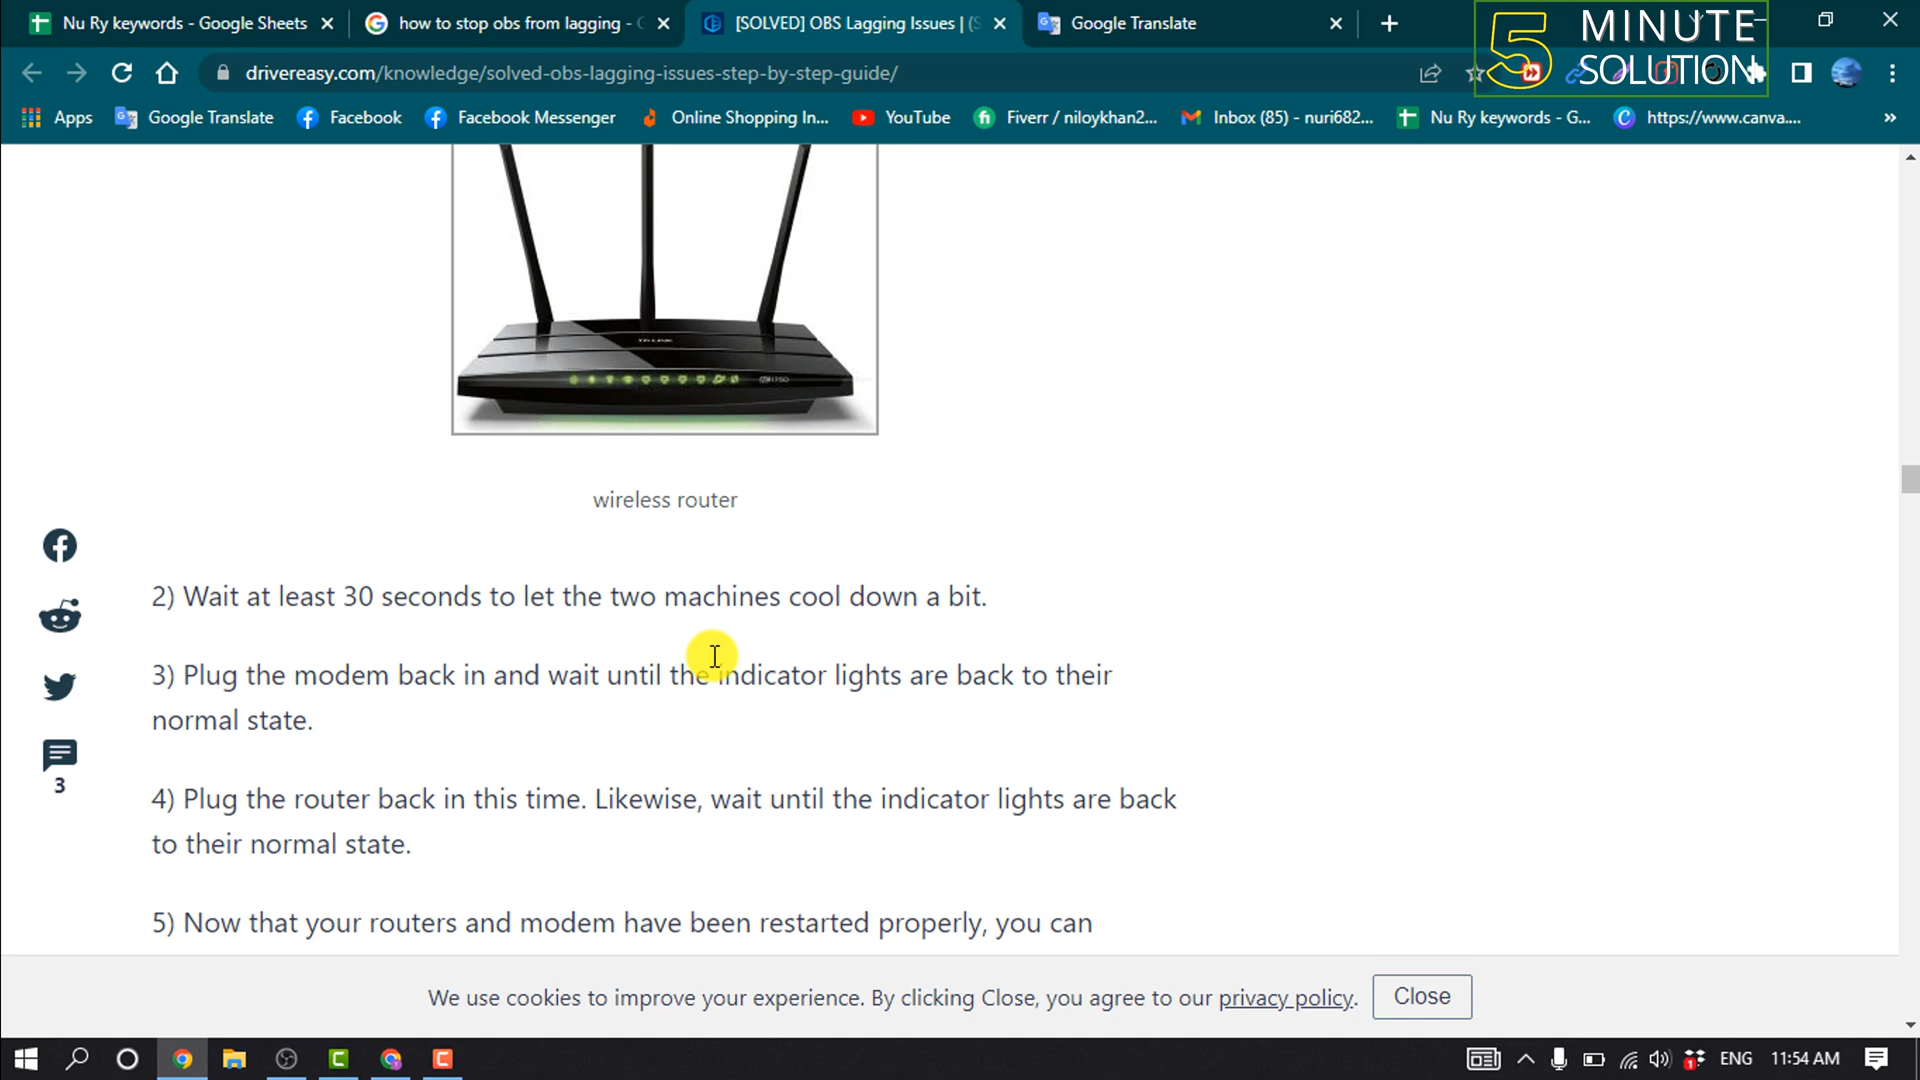 Nu Ry keywords - Google Sheets
how to stop obs from lagging - G
[SOLVED] OBS Lagging Issues | (S
Google Translate
5 MINUTE
SOLUTION
drivereasy.com/knowledge/solved-obs-lagging-issues-step-by-step-guide/
Apps
Google Translate
Facebook
Facebook Messenger
Online Shopping In...
YouTube
Fiverr / niloykhan2...
Inbox (85) - nuri682...
Nu Ry keywords - G...
https://www.canva....
TP-LINK
wireless router
2) Wait at least 30 seconds to let the two machines cool down a bit.
3) Plug the modem back in and wait until the indicator lights are back to their
normal state.
3
4) Plug the router back in this time. Likewise, wait until the indicator lights are back
to their normal state.
5) Now that your routers and modem have been restarted properly, you can
We use cookies to improve your experience. By clicking Close, you agree to our privacy policy.
Close
ENG
11:54 AM